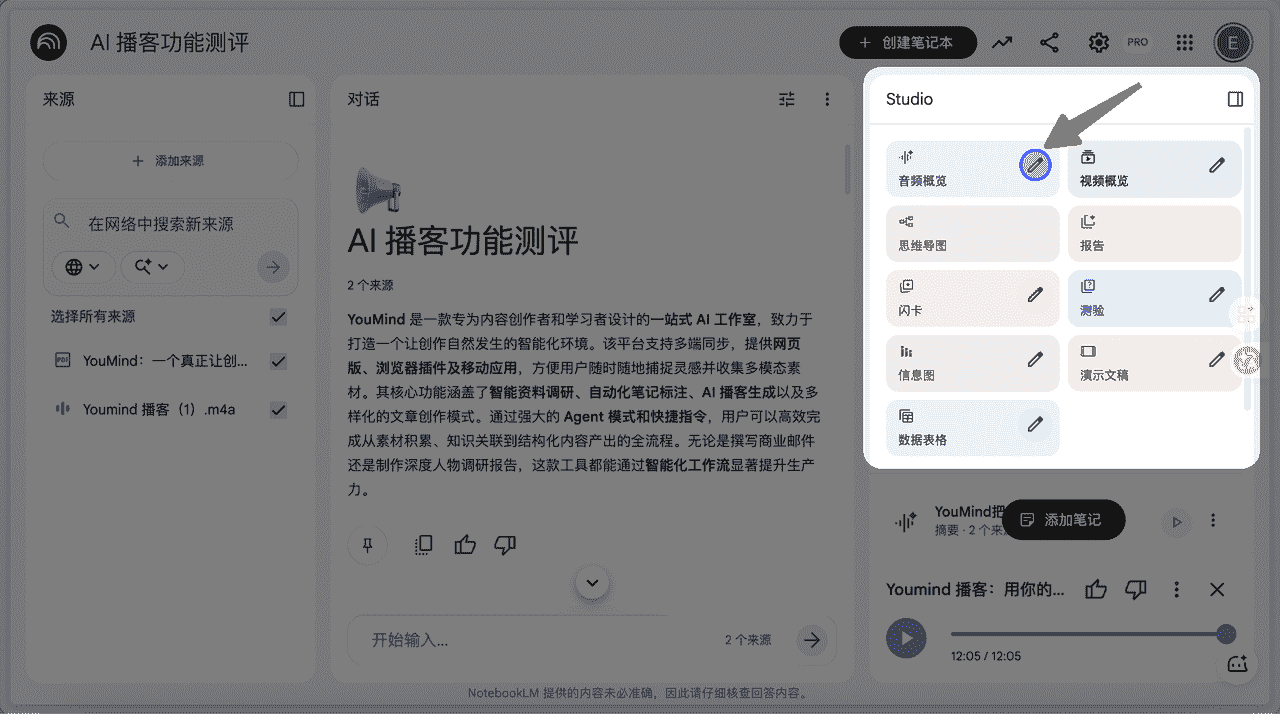 AI 播客功能测评
创建笔记本
PRO
E
来源
添加来源
在网络中搜索新来源
选择所有来源
PDF
YouMind：一个真正让创...
Youmind 播客（1）.m4a
对话
AI 播客功能测评
2 个来源
YouMind 是一款专为内容创作者和学习者设计的一站式 AI 工作室，致力于
打造一个让创作自然发生的智能化环境。该平台支持多端同步，提供网页
版、浏览器插件及移动应用，方便用户随时随地捕捉灵感并收集多模态素
材。其核心功能涵盖了智能资料调研、自动化笔记标注、AI 播客生成以及多
样化的文章创作模式。通过强大的 Agent 模式和快捷指令，用户可以高效完
成从素材积累、知识关联到结构化内容产出的全流程。无论是撰写商业邮件
还是制作深度人物调研报告，这款工具都能通过智能化工作流显著提升生产
力。
开始输入...
2 个来源
NotebookLM 提供的内容未必准确，因此请仔细核查回答内容。
Studio
音频概览
视频概览
思维导图
报告
闪卡
测验
信息图
演示文稿
数据表格
YouMind把
摘要 · 2 个来
添加笔记
Youmind 播客：用你的...
12:05 / 12:05